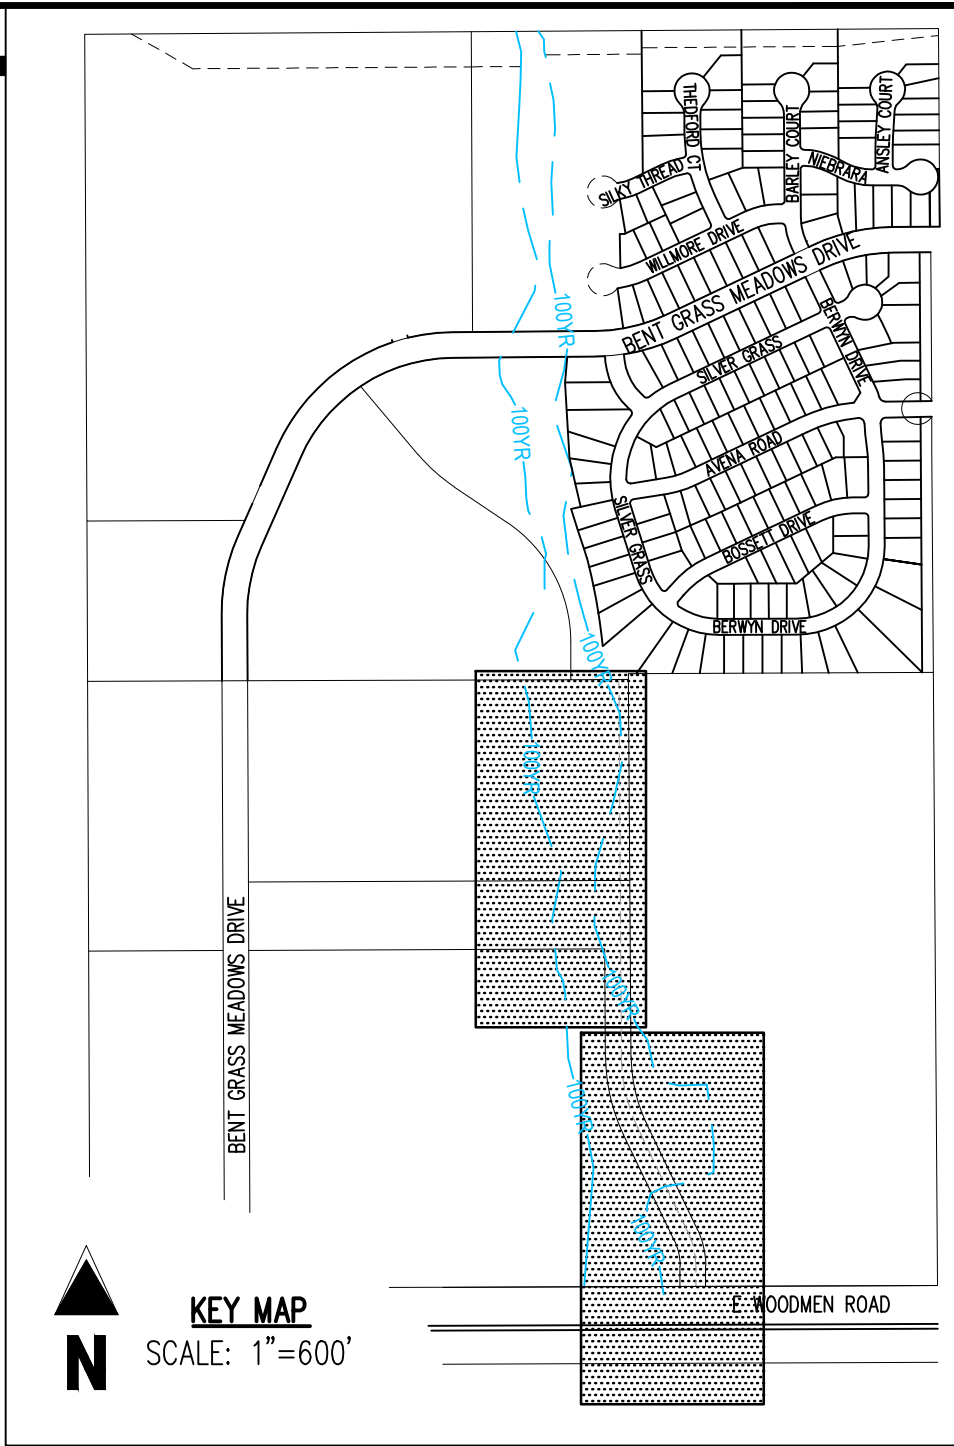 THEDFORD CT
BARLEY COURT
ANSLEY COURT
NIEBRARA
SILKY THREAD
WILLMORE DRIVE
BENT GRASS MEADOWS DRIVE
100YR
BERWYN DRIVE
SILVER GRASS
100YR
AVENA ROAD
SILVER GRASS
BOSSETT DRIVE
BERWYN DRIVE
100YR
100YR
BENT GRASS MEADOWS DRIVE
100YR
100YR
100YR
E WOODMEN ROAD
KEY MAP
SCALE: 1"=600'
N